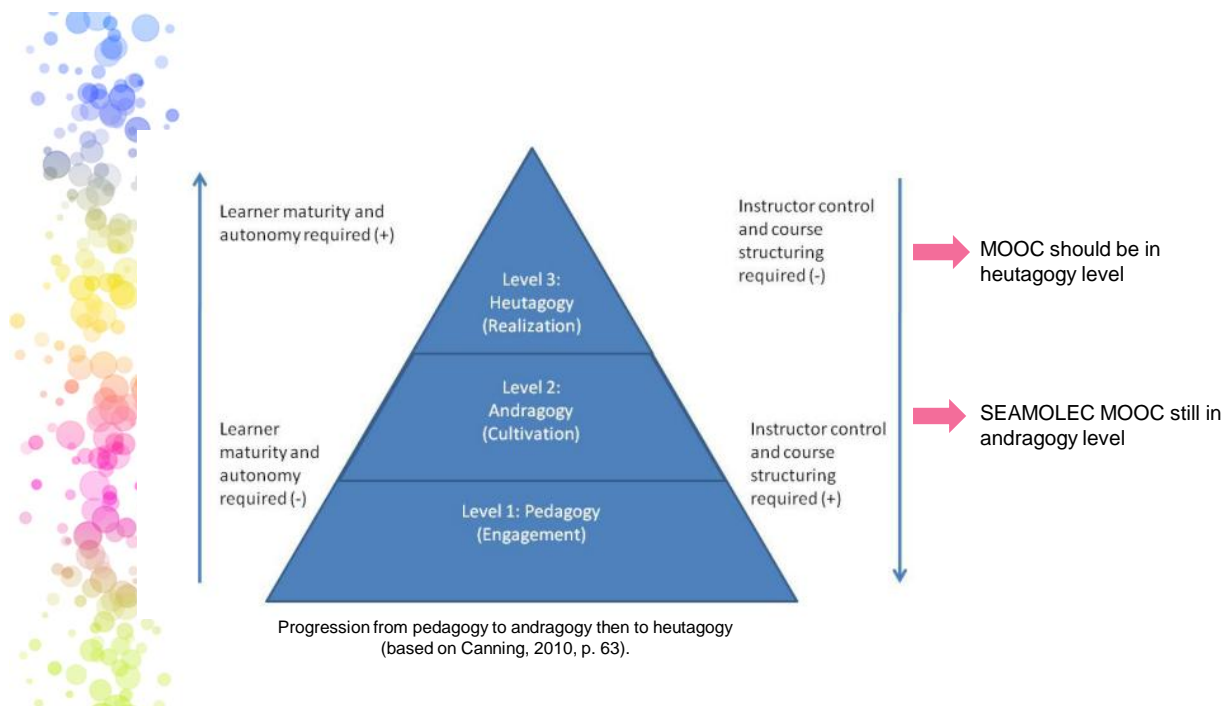 Learner maturity and
autonomy required (+)
Instructor control
and course
structuring
required (-)
MOOC should be in
heutagogy level
Level 3:
Heutagogy
(Realization)
Level 2:
Andragogy
(Cultivation)
Learner
maturity and
autonomy
required (-)
Instructor control
and course
structuring
required (+)
SEAMOLEC MOOC still in
andragogy level
Level 1: Pedagogy
(Engagement)
Progression from pedagogy to andragogy then to heutagogy
(based on Canning, 2010, p. 63).